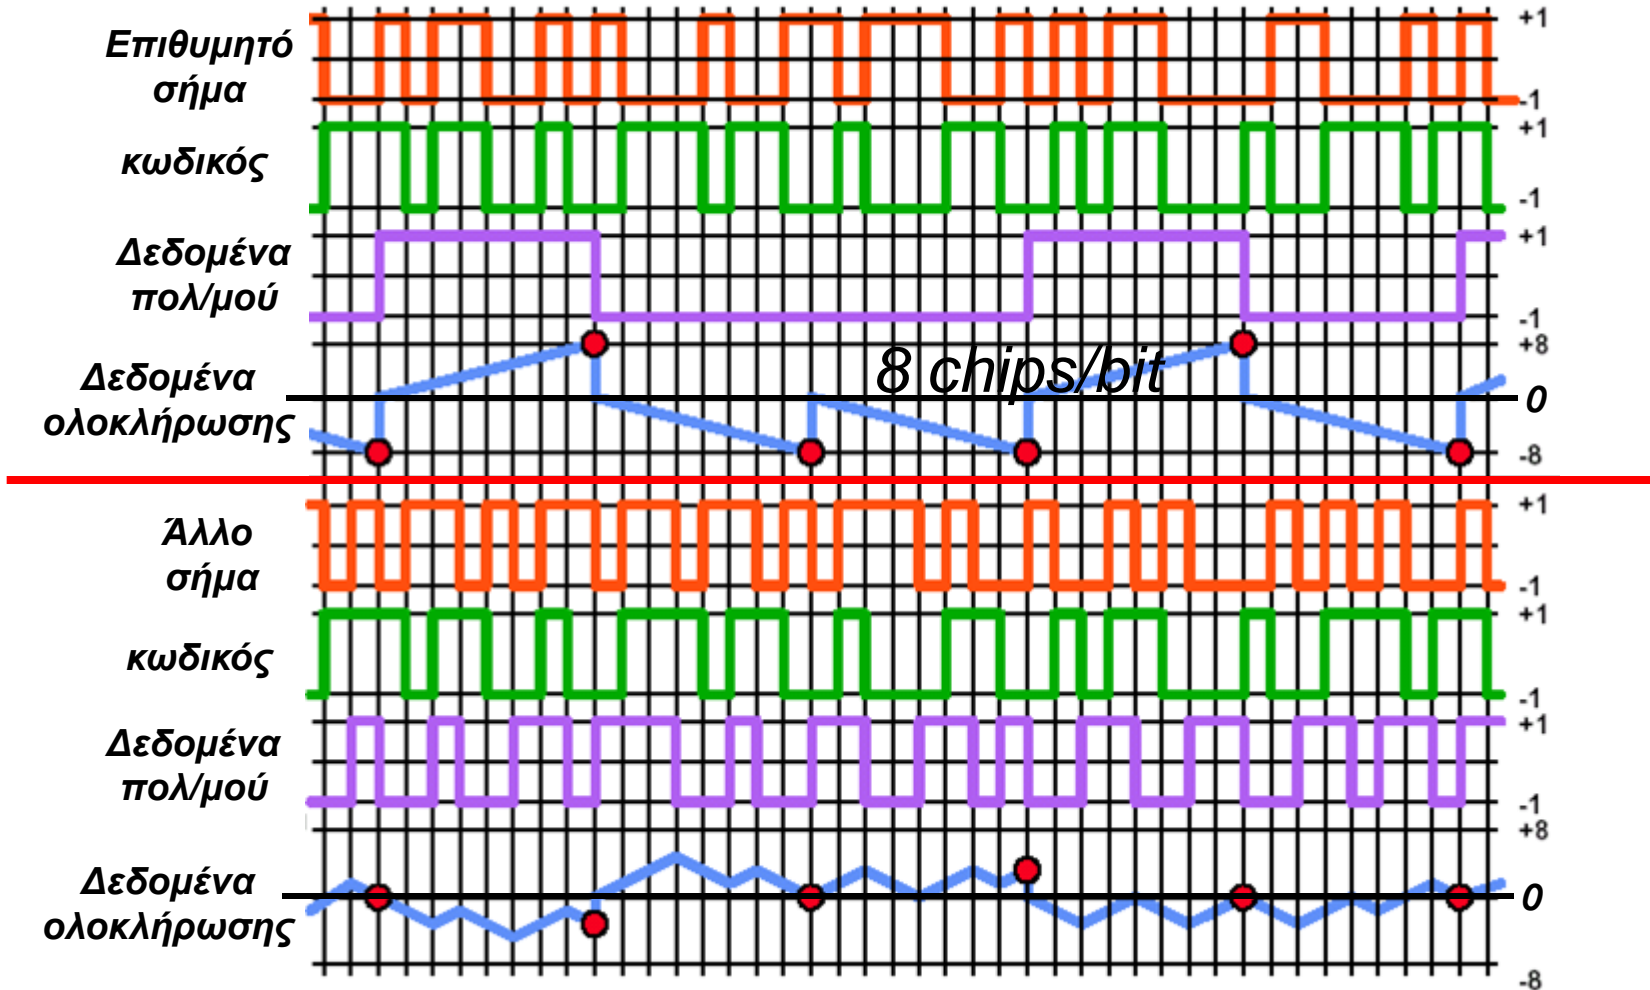 Επιθυμητό
σήμα
+1
-1
κωδικός
+1
-1
Δεδομένα
πολ/μού
+1
-1
Δεδομένα
ολοκλήρωσης
8 chips/bit
+8
0
-8
Άλλο
σήμα
+1
-1
κωδικός
+1
-1
Δεδομένα
πολ/μού
+1
-1
Δεδομένα
ολοκλήρωσης
+8
0
-8